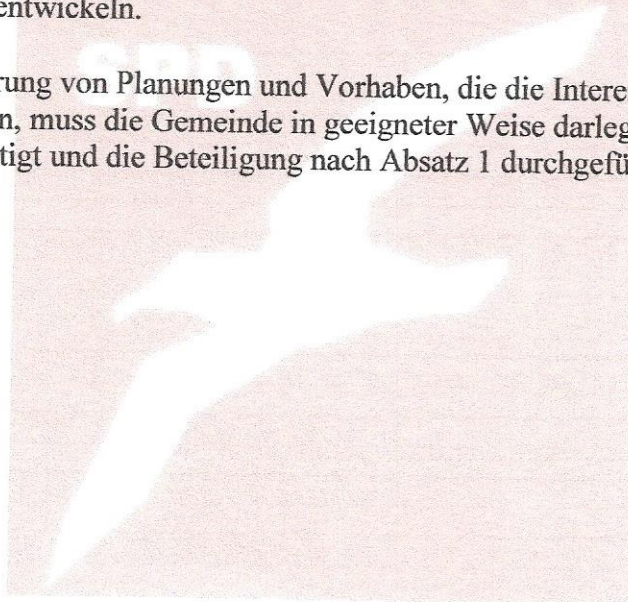 entwickeln.
SPD
rung von Planungen und Vorhaben, die die Intere
n, muss die Gemeinde in geeigneter Weise darleg
tigt und die Beteiligung nach Absatz 1 durchgefü